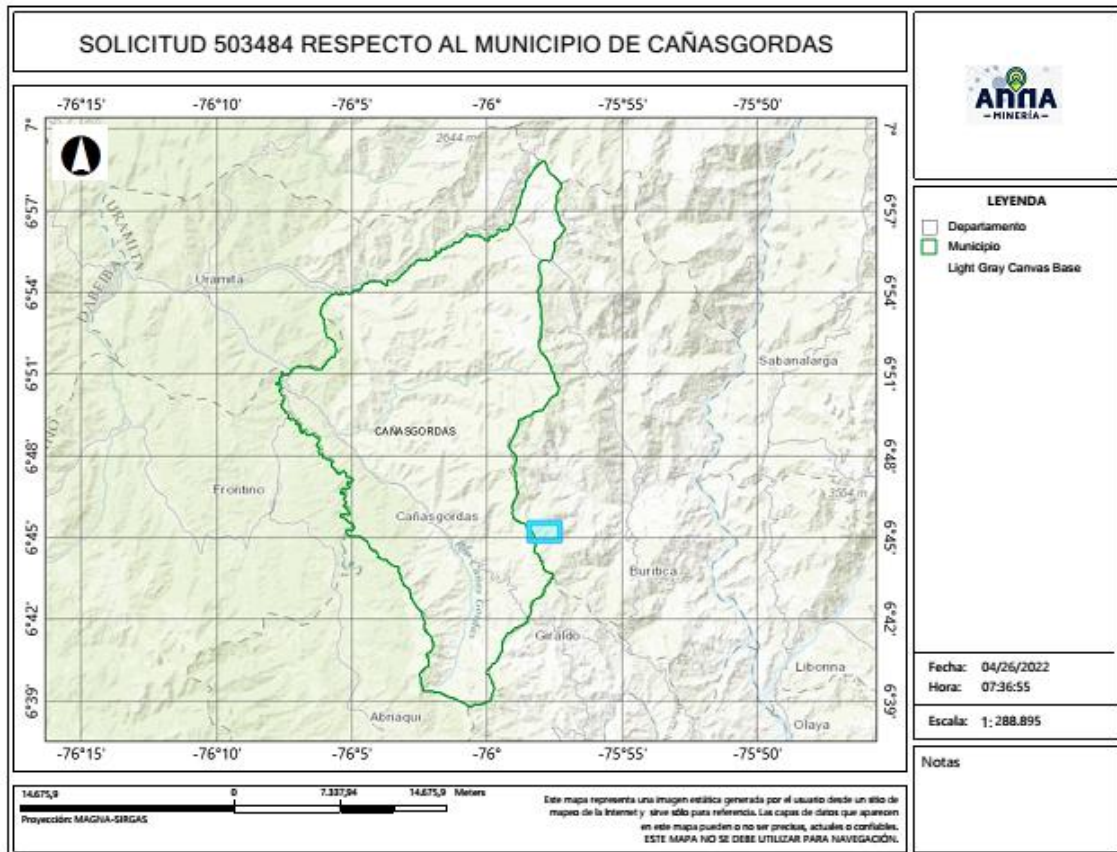 SOLICITUD 503484 RESPECTO AL MUNICIPIO DE CAÑASGORDAS
ANNA
-MINERÍA-
-76°15' -76°10' -76°5' -76° -75°55' -75°50'
7° 7°
2644 m
6°57' 6°57'
URAMITA
DABEIBA
Uramita
6°54' 6°54'
Sabanalarga
6°51' 6°51'
CAÑASGORDAS
6°48' 6°48'
Frontino
3554 m
Cañasgordas
6°45' 6°45'
Buriticá
6°42' 6°42'
Giraldo
Liborina
6°39' 6°39'
Abriaqui
Olaya
-76°15' -76°10' -76°5' -76° -75°55' -75°50'
LEYENDA
Departamento
Municipio
Light Gray Canvas Base
Fecha: 04/26/2022
Hora: 07:36:55
Escala: 1: 288.895
Notas
14.675,9 0 7.337,94 14.675,9 Meters
Proyección: MAGNA-SIRGAS
Este mapa representa una imagen estática generada por el usuario desde un sitio de
mapeo de la Internet y sirve sólo para referencia. Las capas de datos que aparecen
en este mapa pueden o no ser precisas, actuales o confiables.
ESTE MAPA NO SE DEBE UTILIZAR PARA NAVEGACIÓN.